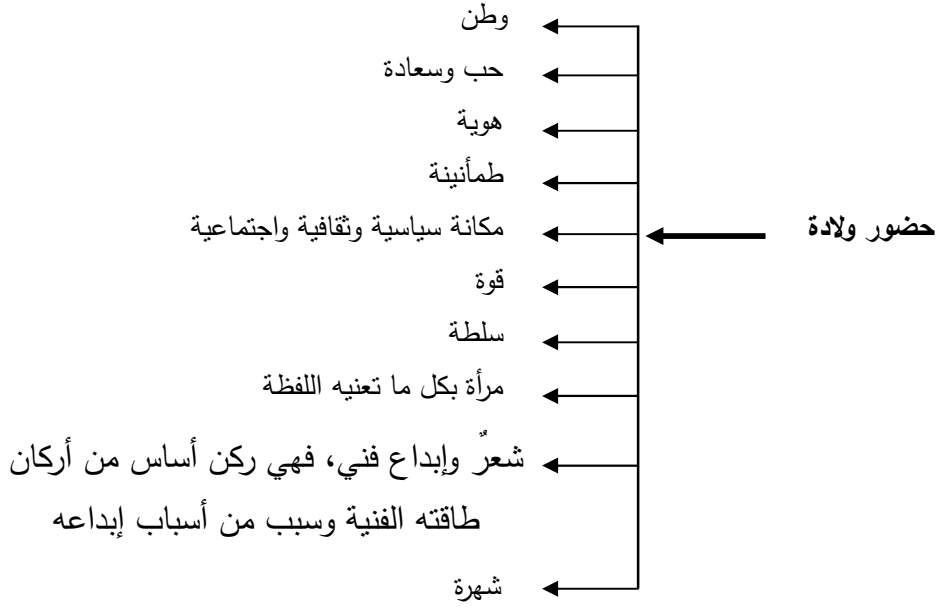 حضور ولادة
وطن
حب وسعادة
هوية
طمأنينة
مكانة سياسية وثقافية واجتماعية
قوة
سلطة
مرأة بكل ما تعنيه اللفظة
شعرٌ وإبداع فني، فهي ركن أساس من أركان
طاقته الفنية وسبب من أسباب إبداعه
شهرة